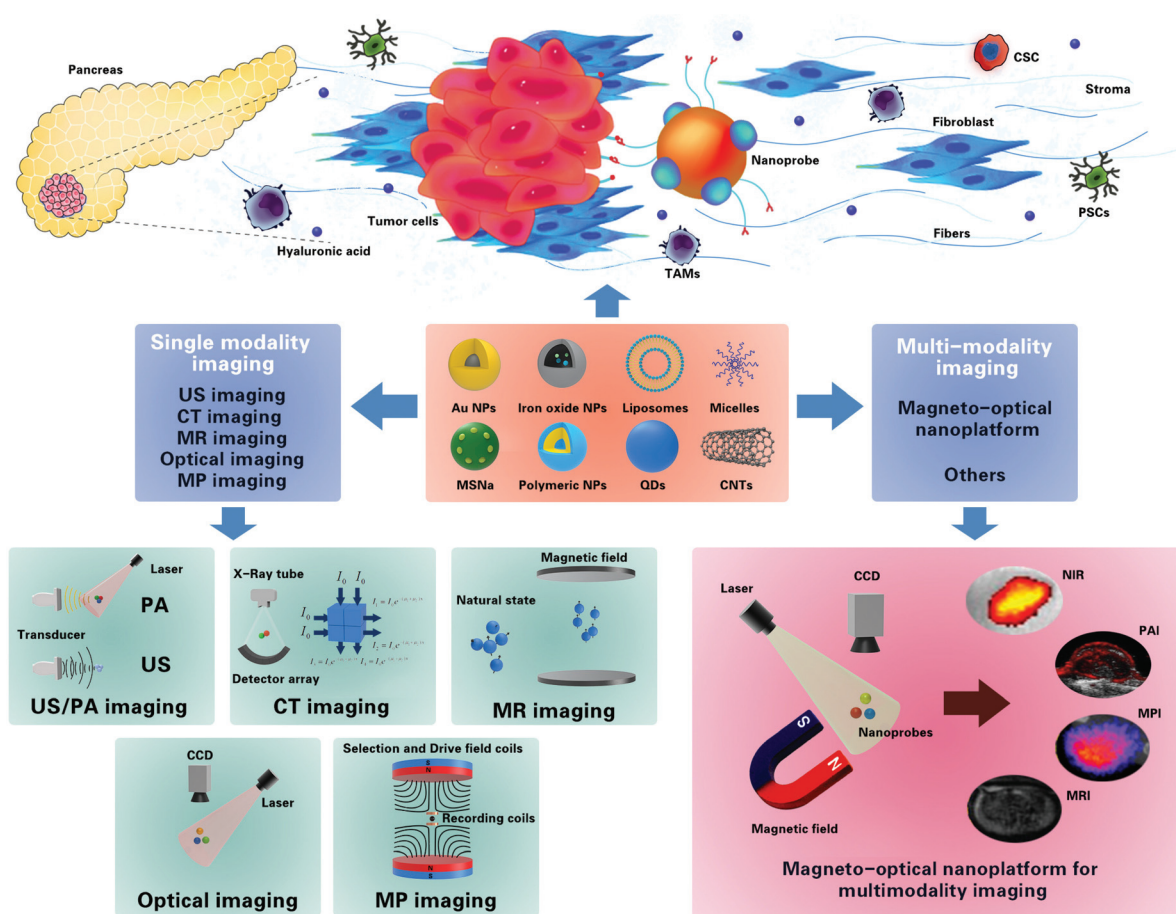 Pancreas
Tumor cells
Hyaluronic acid
Nanoprobe
TAMs
CSC
Stroma
Fibroblast
PSCs
Fibers
Single modality
imaging
US imaging
CT imaging
MR imaging
Optical imaging
MP imaging
Au NPs
Iron oxide NPs
Liposomes
Micelles
MSNa
Polymeric NPs
QDs
CNTs
Multi-modality
imaging
Magneto-optical
nanoplatform
Others
Laser
PA
Transducer
US
US/PA imaging
X-Ray tube
I₀ I₀
I₀
I₀
Detector array
CT imaging
Magnetic field
Natural state
MR imaging
CCD
Laser
Optical imaging
Selection and Drive field coils
S
N
Recording coils
N
S
MP imaging
Laser
CCD
S
N
Nanoprobes
Magnetic field
NIR
PAI
MPI
MRI
Magneto-optical nanoplatform for
multimodality imaging